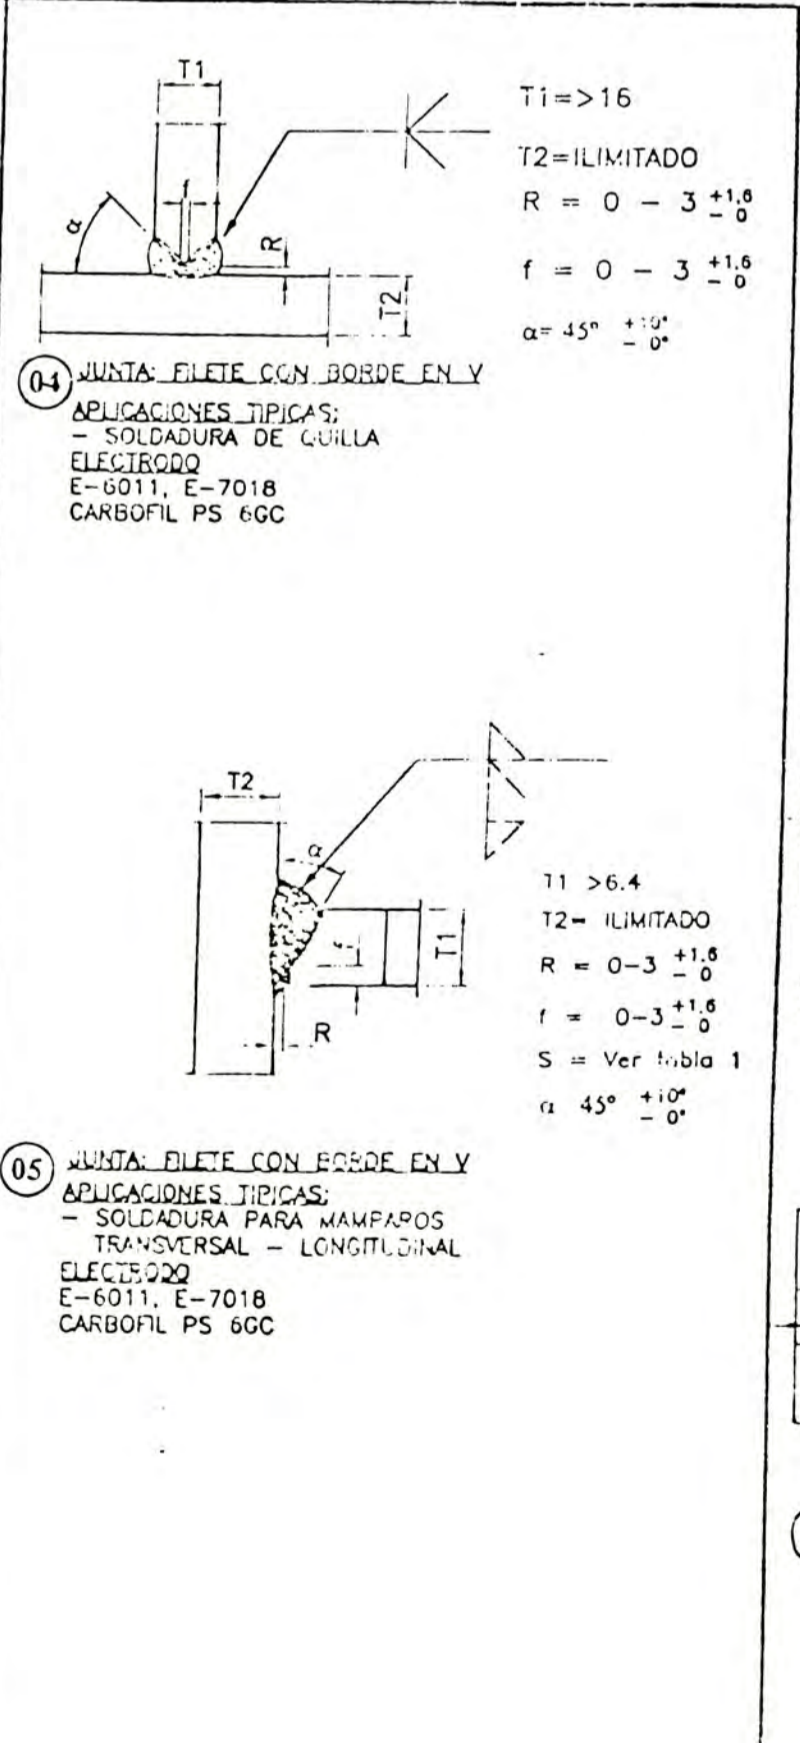 T1
T1=>16
T2=ILIMITADO
R = 0 - 3 +1.6 - 0
f
α
R
f = 0 - 3 +1.6 - 0
T2
α= 45° +10° - 0°
04 JUNTA: FILETE CON BORDE EN V
APLICACIONES TIPICAS:
- SOLDADURA DE QUILLA
ELECTRODO
E-6011, E-7018
CARBOFIL PS 6GC
T2
α
T1 >6.4
T2- ILIMITADO
f
T1
R = 0-3 +1.6 - 0
f = 0-3 +1.6 - 0
R
S = Ver tabla 1
α 45° +10° - 0°
05 JUNTA: FILETE CON BORDE EN V
APLICACIONES TIPICAS:
- SOLDADURA PARA MAMPAROS
TRANSVERSAL - LONGITUDINAL
ELECTRODO
E-6011, E-7018
CARBOFIL PS 6GC